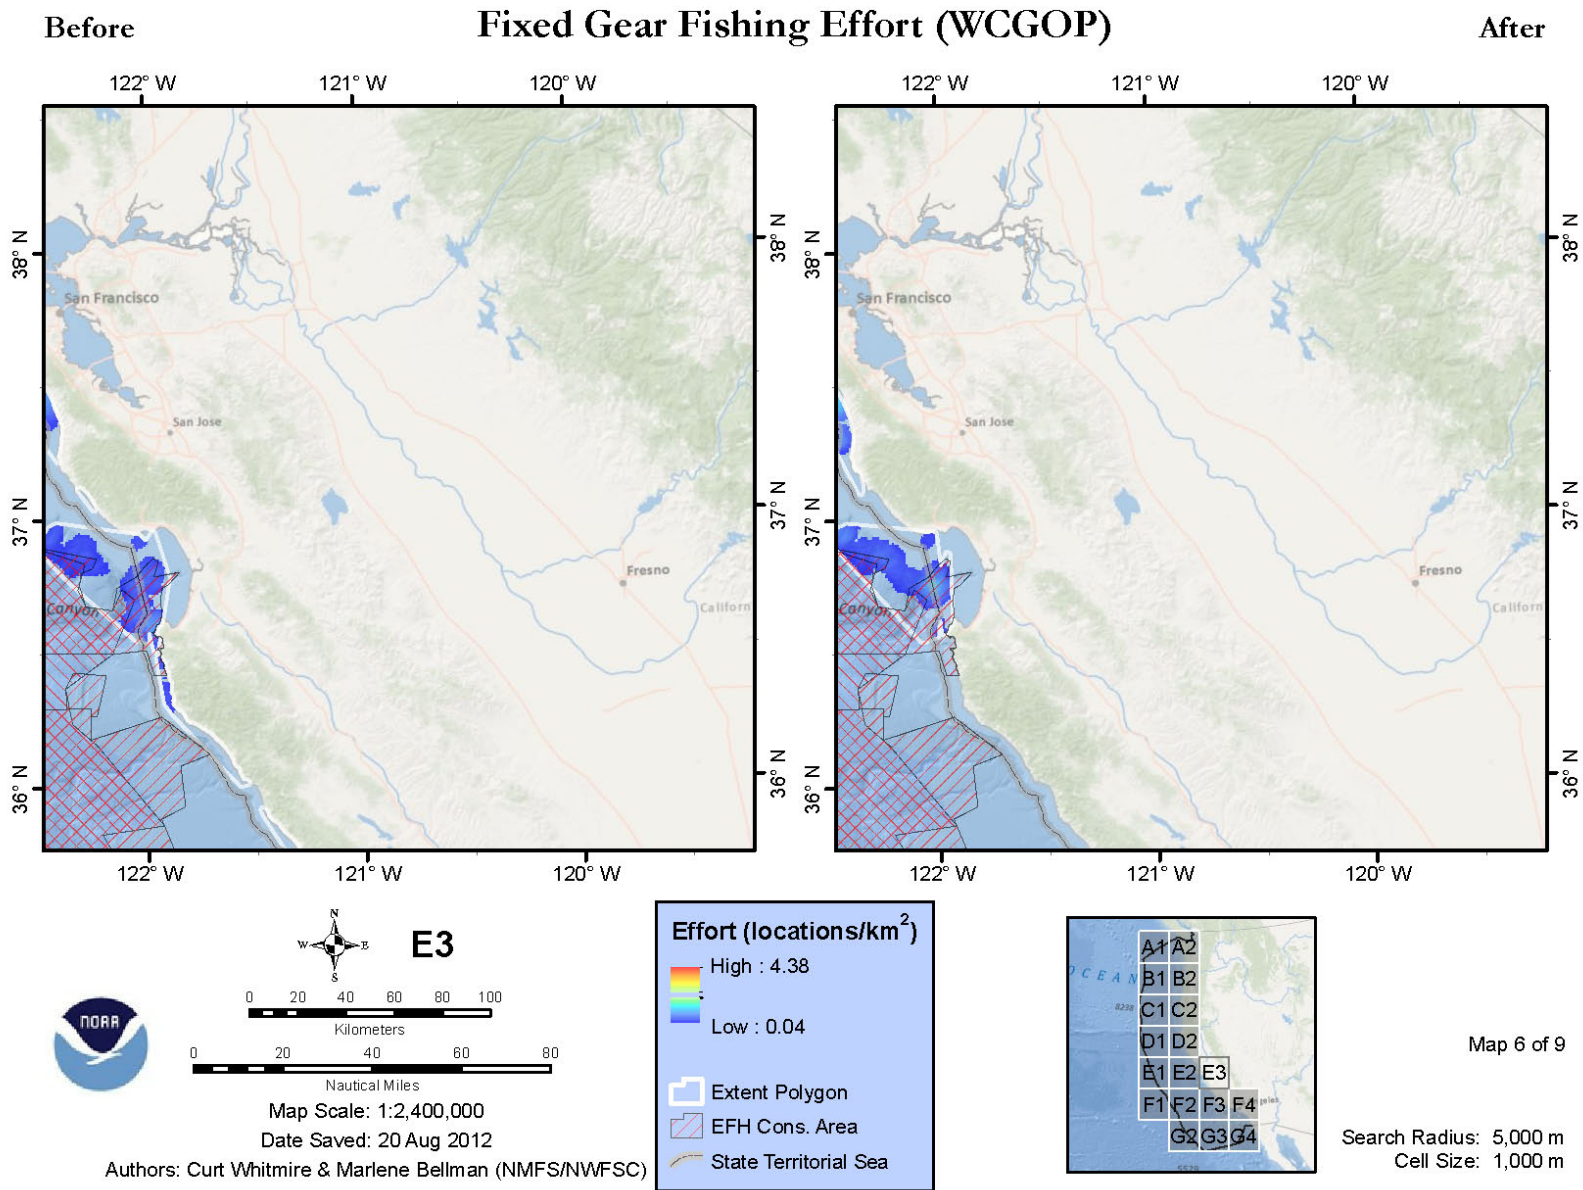 Before
Fixed Gear Fishing Effort (WCGOP)
After
122° W 121° W 120° W
122° W 121° W 120° W
38° N
38° N
38° N
38° N
San Francisco
San Francisco
San Jose
San Jose
37° N
37° N
37° N
37° N
Fresno
Fresno
Canyon
Canyon
Californ
Californ
36° N
36° N
36° N
36° N
122° W 121° W 120° W
122° W 121° W 120° W
N
W E
S
E3
0 20 40 60 80 100
Kilometers
0 20 40 60 80
Nautical Miles
NOAA
Map Scale: 1:2,400,000
Date Saved: 20 Aug 2012
Authors: Curt Whitmire & Marlene Bellman (NMFS/NWFSC)
Effort (locations/km²)
High : 4.38
Low : 0.04
Extent Polygon
EFH Cons. Area
State Territorial Sea
OCEAN
8238
A1 A2
B1 B2
C1 C2
D1 D2
E1 E2 E3
F1 F2 F3 F4
geles
G2 G3 G4
Map 6 of 9
Search Radius: 5,000 m
Cell Size: 1,000 m